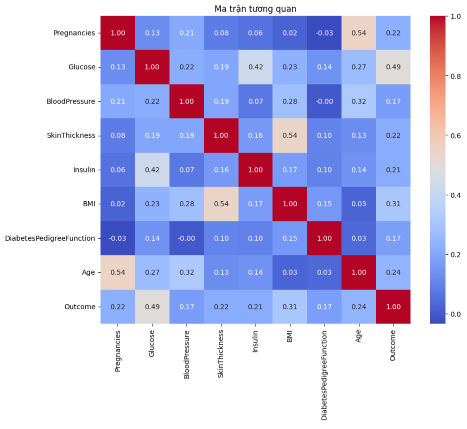 Ma trận tương quan
Pregnancies 1.00 0.13 0.21 0.08 0.06 0.02 -0.03 0.54 0.22
Glucose 0.13 1.00 0.22 0.19 0.42 0.23 0.14 0.27 0.49
BloodPressure 0.21 0.22 1.00 0.19 0.07 0.28 -0.00 0.32 0.17
SkinThickness 0.08 0.19 0.19 1.00 0.16 0.54 0.10 0.13 0.22
Insulin 0.06 0.42 0.07 0.16 1.00 0.17 0.10 0.14 0.21
BMI 0.02 0.23 0.28 0.54 0.17 1.00 0.15 0.03 0.31
DiabetesPedigreeFunction -0.03 0.14 -0.00 0.10 0.10 0.15 1.00 0.03 0.17
Age 0.54 0.27 0.32 0.13 0.14 0.03 0.03 1.00 0.24
Outcome 0.22 0.49 0.17 0.22 0.21 0.31 0.17 0.24 1.00
Pregnancies
Glucose
BloodPressure
SkinThickness
Insulin
BMI
DiabetesPedigreeFunction
Age
Outcome
1.0
0.8
0.6
0.4
0.2
0.0